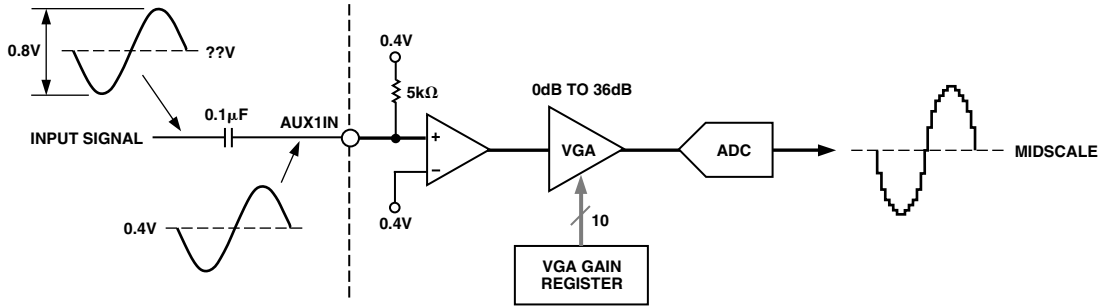 0.8V
??V
0.4V
5kΩ
0dB TO 36dB
0.1μF
AUX1IN
INPUT SIGNAL
+
–
VGA
ADC
MIDSCALE
0.4V
0.4V
10
VGA GAIN
REGISTER